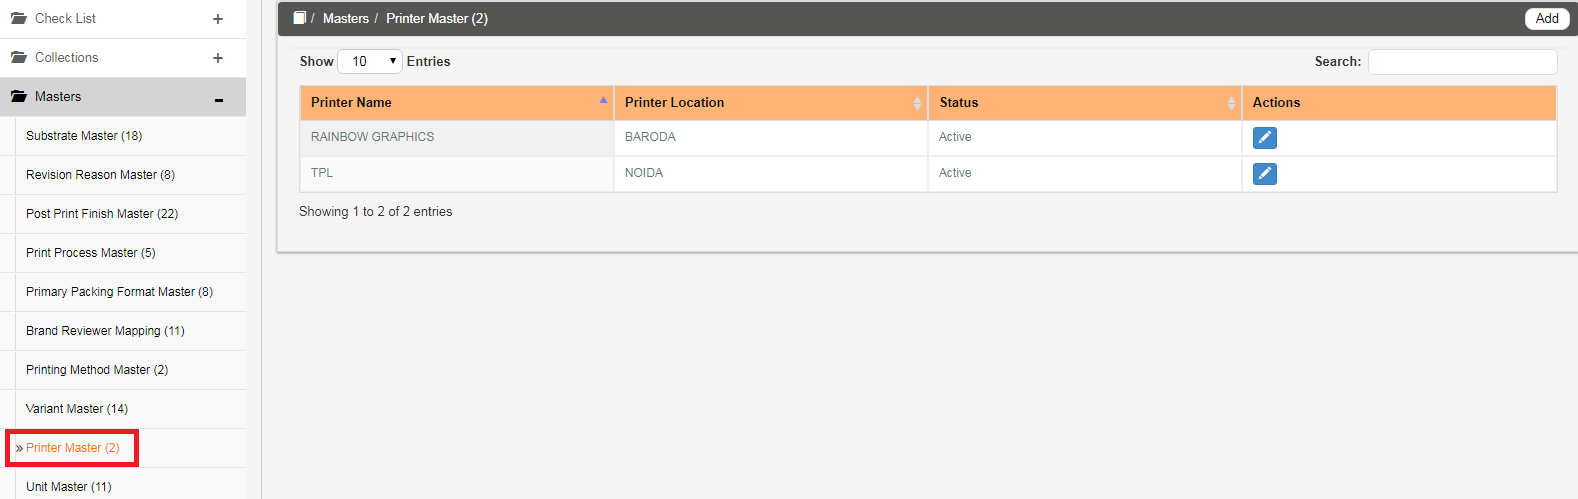 Check List +
Collections +
Masters -
Substrate Master (18)
Revision Reason Master (8)
Post Print Finish Master (22)
Print Process Master (5)
Primary Packing Format Master (8)
Brand Reviewer Mapping (11)
Printing Method Master (2)
Variant Master (14)
» Printer Master (2)
Unit Master (11)
/ Masters / Printer Master (2) Add
Show 10 Entries Search:
Printer Name Printer Location Status Actions
RAINBOW GRAPHICS BARODA Active
TPL NOIDA Active
Showing 1 to 2 of 2 entries